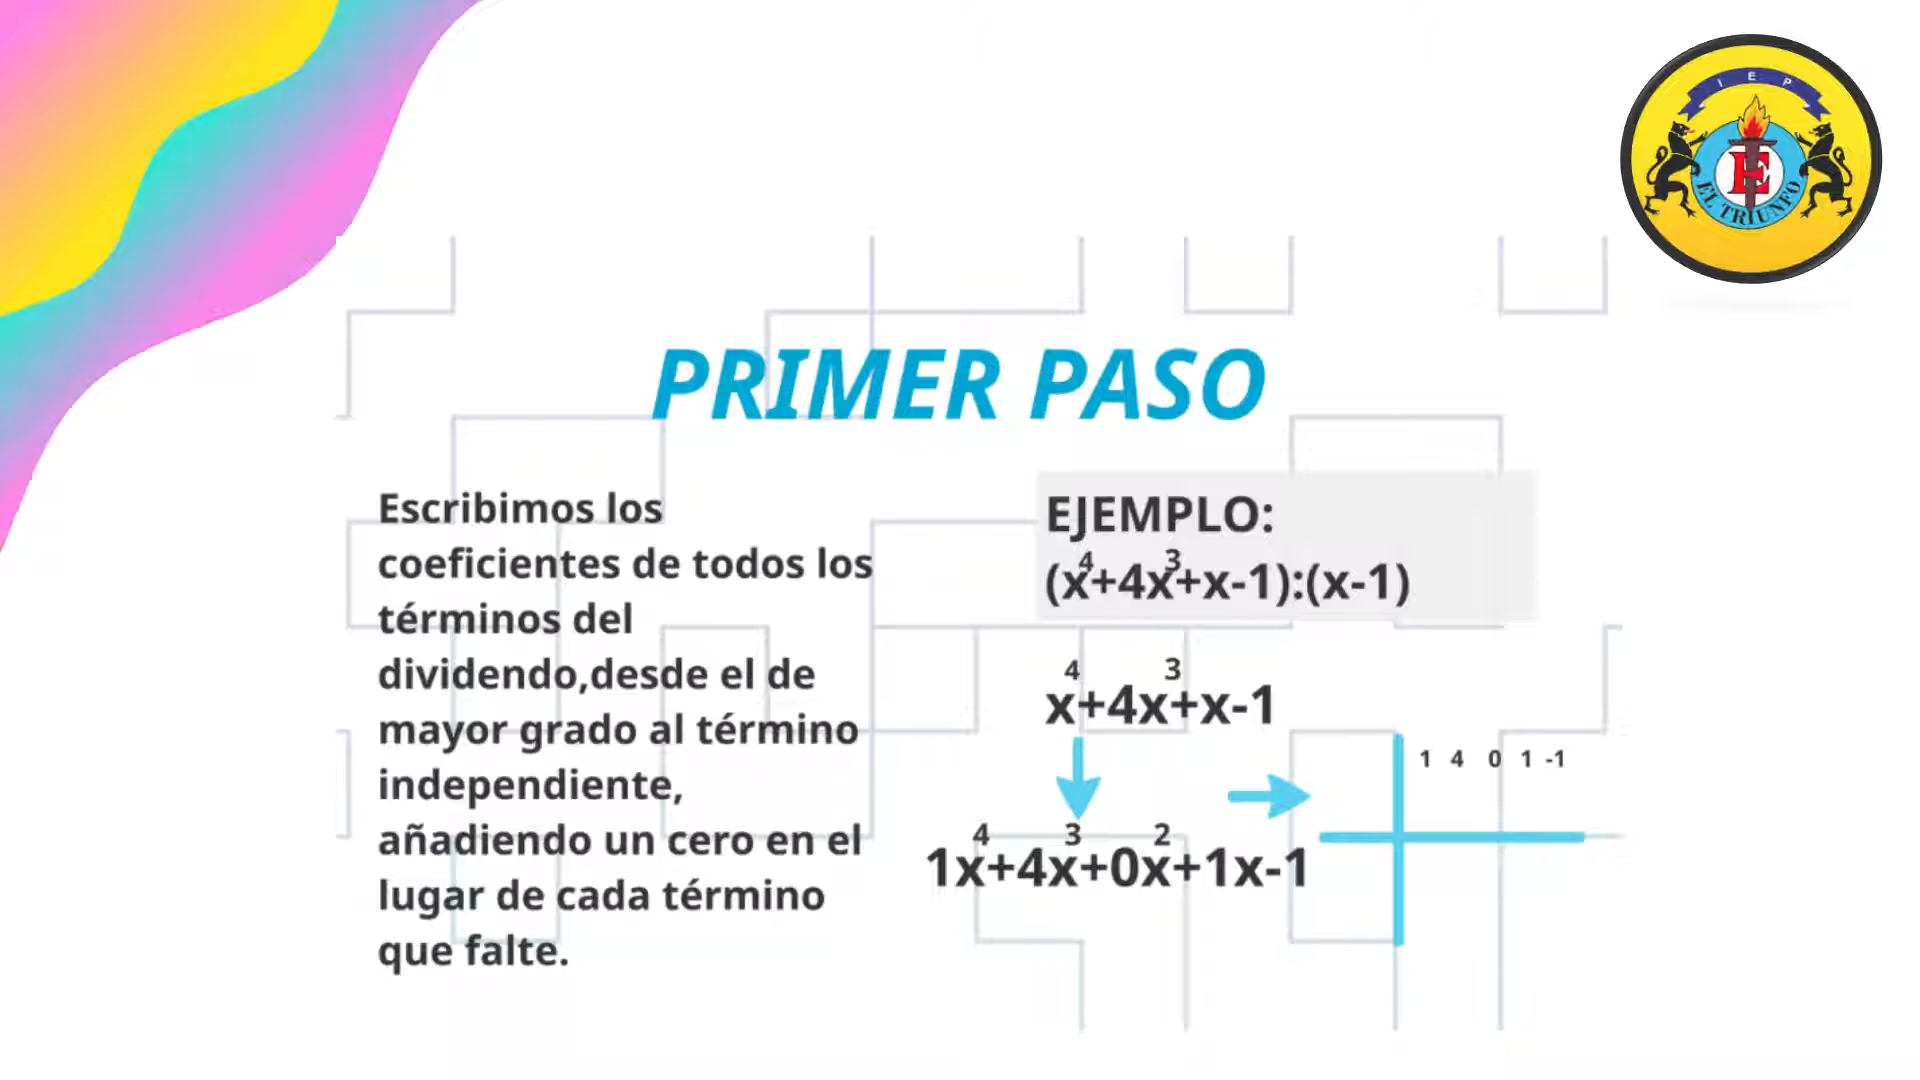 I E P
E
EL TRIUNFO
PRIMER PASO
Escribimos los
coeficientes de todos los
términos del
dividendo,desde el de
mayor grado al término
independiente,
añadiendo un cero en el
lugar de cada término
que falte.
EJEMPLO:
(x⁴+4x³+x-1):(x-1)
x⁴+4x³+x-1
1x⁴+4x³+0x²+1x-1
1 4 0 1 -1